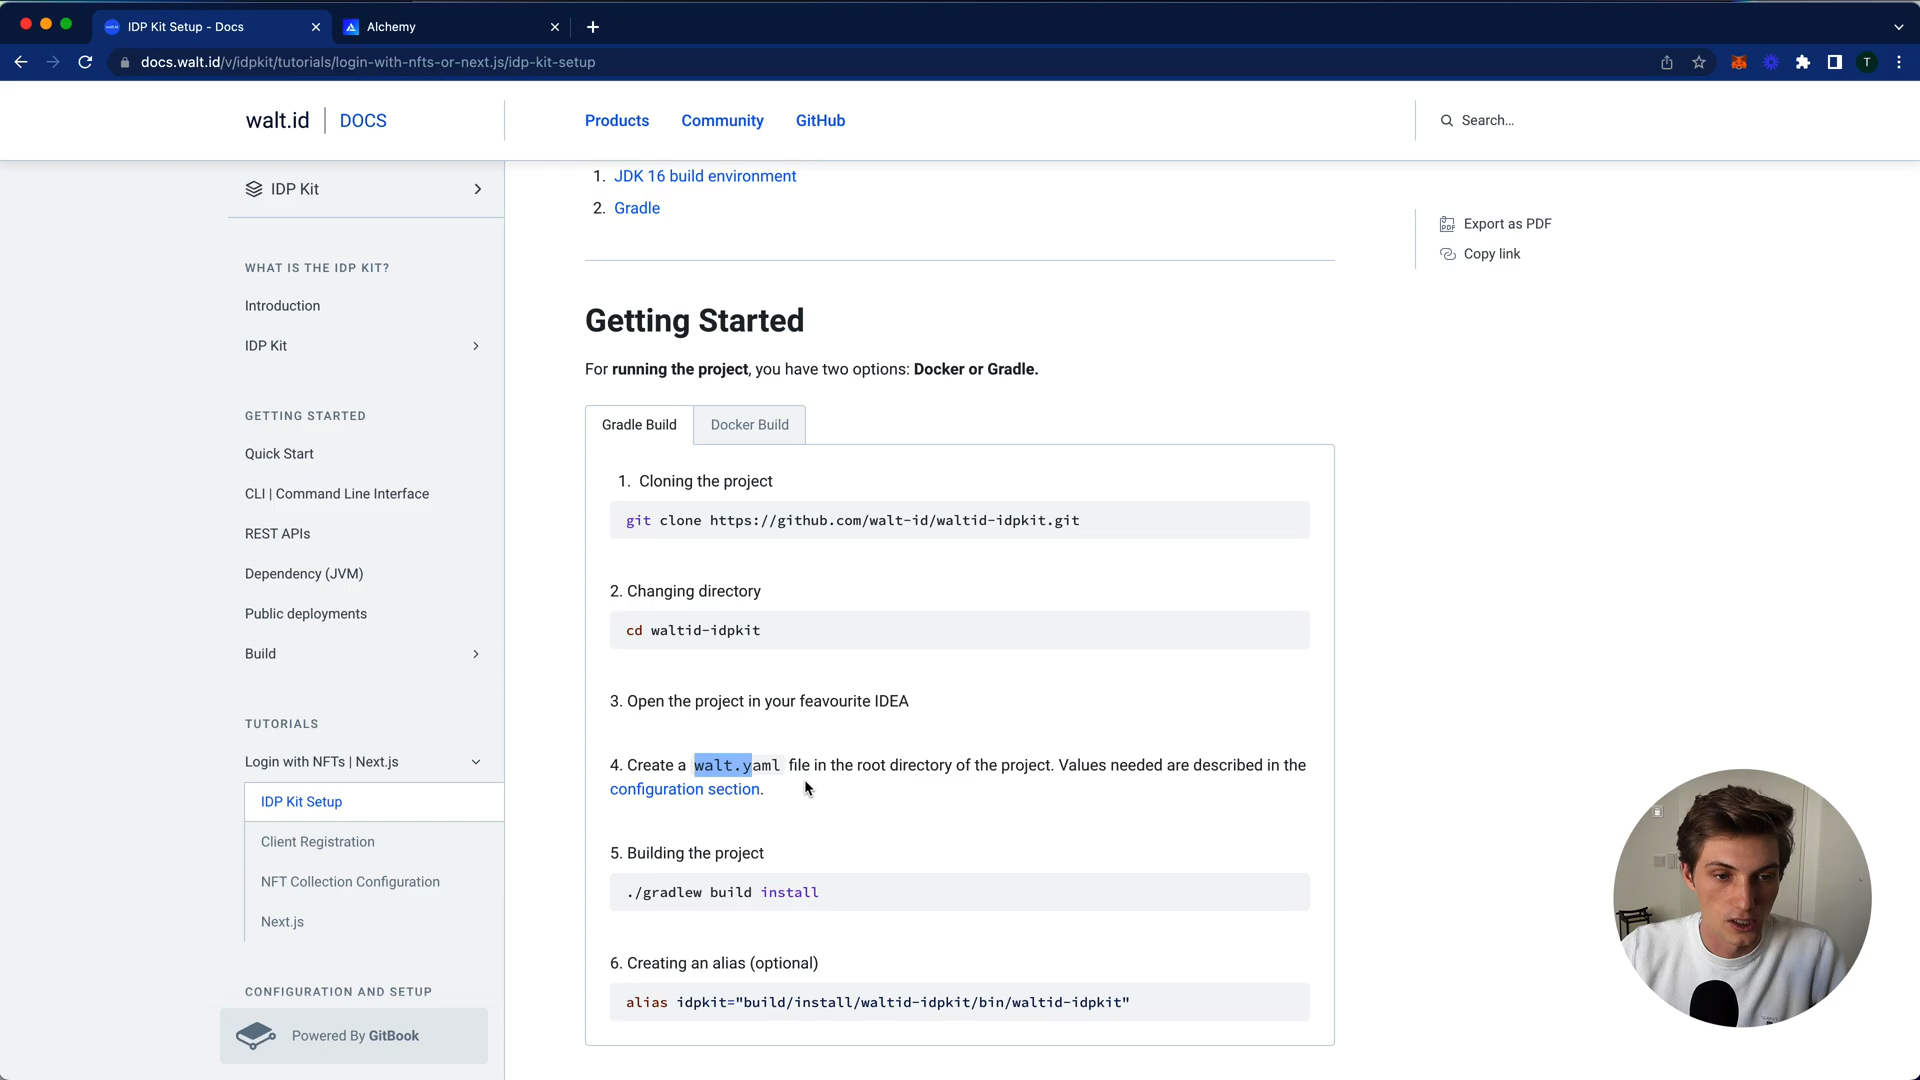 IDP Kit Setup - Docs
Alchemy
docs.walt.id/v/idpkit/tutorials/login-with-nfts-or-next.js/idp-kit-setup
T
walt.id | DOCS
Products
Community
GitHub
Search...
IDP Kit
WHAT IS THE IDP KIT?
Introduction
IDP Kit
GETTING STARTED
Quick Start
CLI | Command Line Interface
REST APIs
Dependency (JVM)
Public deployments
Build
TUTORIALS
Login with NFTs | Next.js
IDP Kit Setup
Client Registration
NFT Collection Configuration
Next.js
CONFIGURATION AND SETUP
Powered By GitBook
1. JDK 16 build environment
2. Gradle
Getting Started
For running the project, you have two options: Docker or Gradle.
Gradle Build
Docker Build
1. Cloning the project
git clone https://github.com/walt-id/waltid-idpkit.git
2. Changing directory
cd waltid-idpkit
3. Open the project in your feavourite IDEA
4. Create a walt.yaml file in the root directory of the project. Values needed are described in the
configuration section.
5. Building the project
./gradlew build install
6. Creating an alias (optional)
alias idpkit="build/install/waltid-idpkit/bin/waltid-idpkit"
PDF
Export as PDF
Copy link